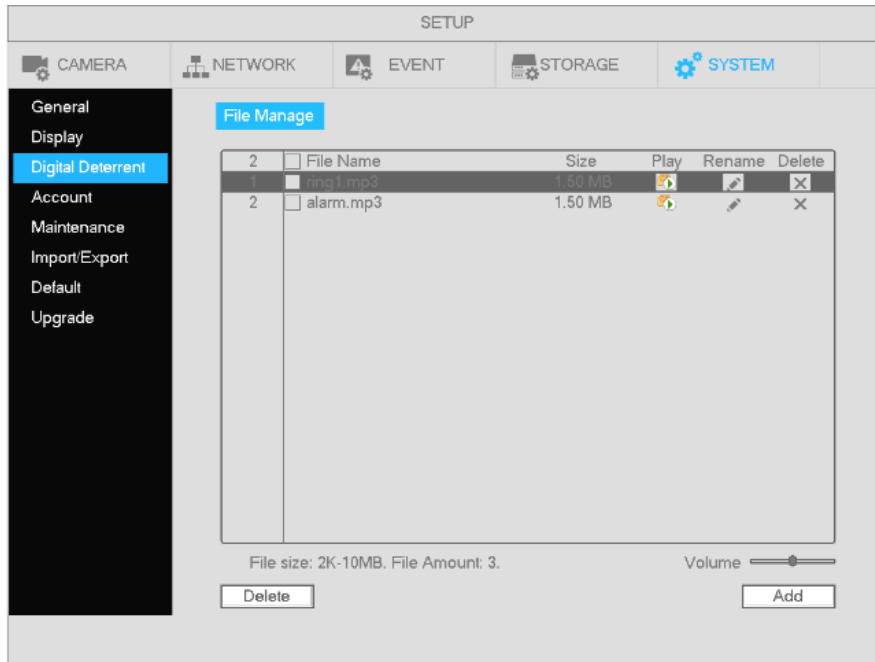 SETUP
CAMERA NETWORK EVENT STORAGE SYSTEM
General
Display
Digital Deterrent
Account
Maintenance
Import/Export
Default
Upgrade
File Manage
2 File Name Size Play Rename Delete
1 ring1.mp3 1.50 MB
2 alarm.mp3 1.50 MB
File size: 2K-10MB. File Amount: 3. Volume
Delete Add